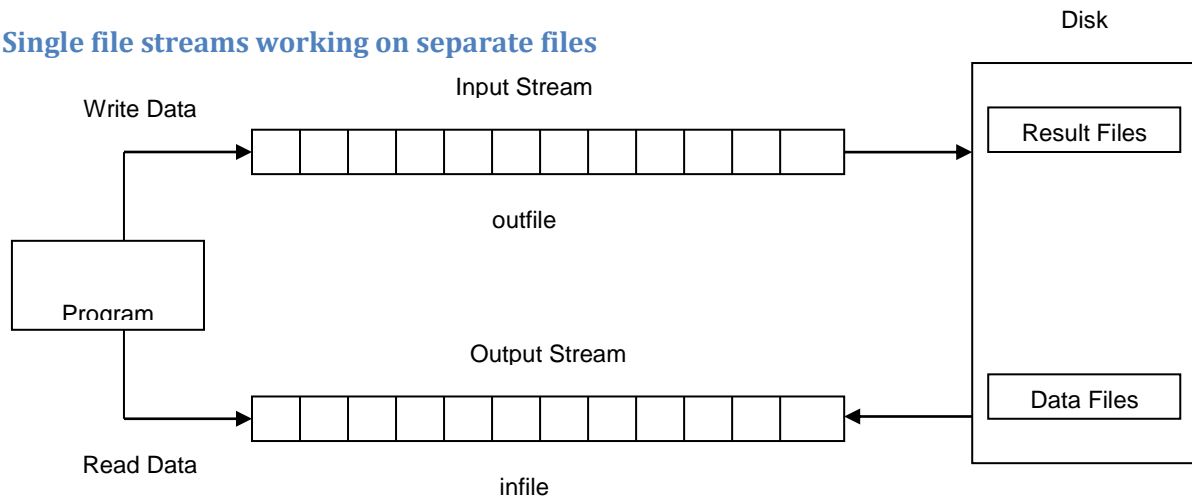 Disk
Single file streams working on separate files
Input Stream
Write Data
Result Files
outfile
Program
Output Stream
Data Files
Read Data
infile